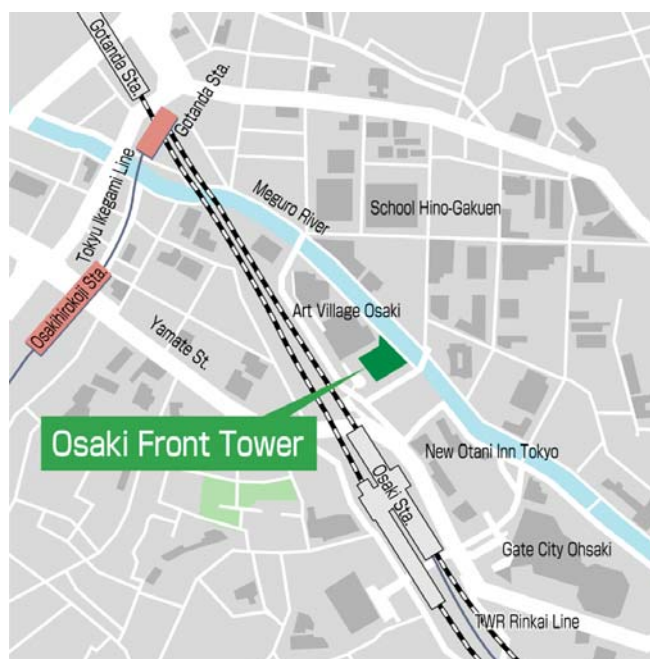 Gotanda Sta.
Gotanda Sta.
Tokyu Ikegami Line
Meguro River
School Hino-Gakuen
Osakihirokoji Sta.
Art Village Osaki
Yamate St.
Osaki Front Tower
New Otani Inn Tokyo
Osaki Sta.
Gate City Ohsaki
TWR Rinkai Line